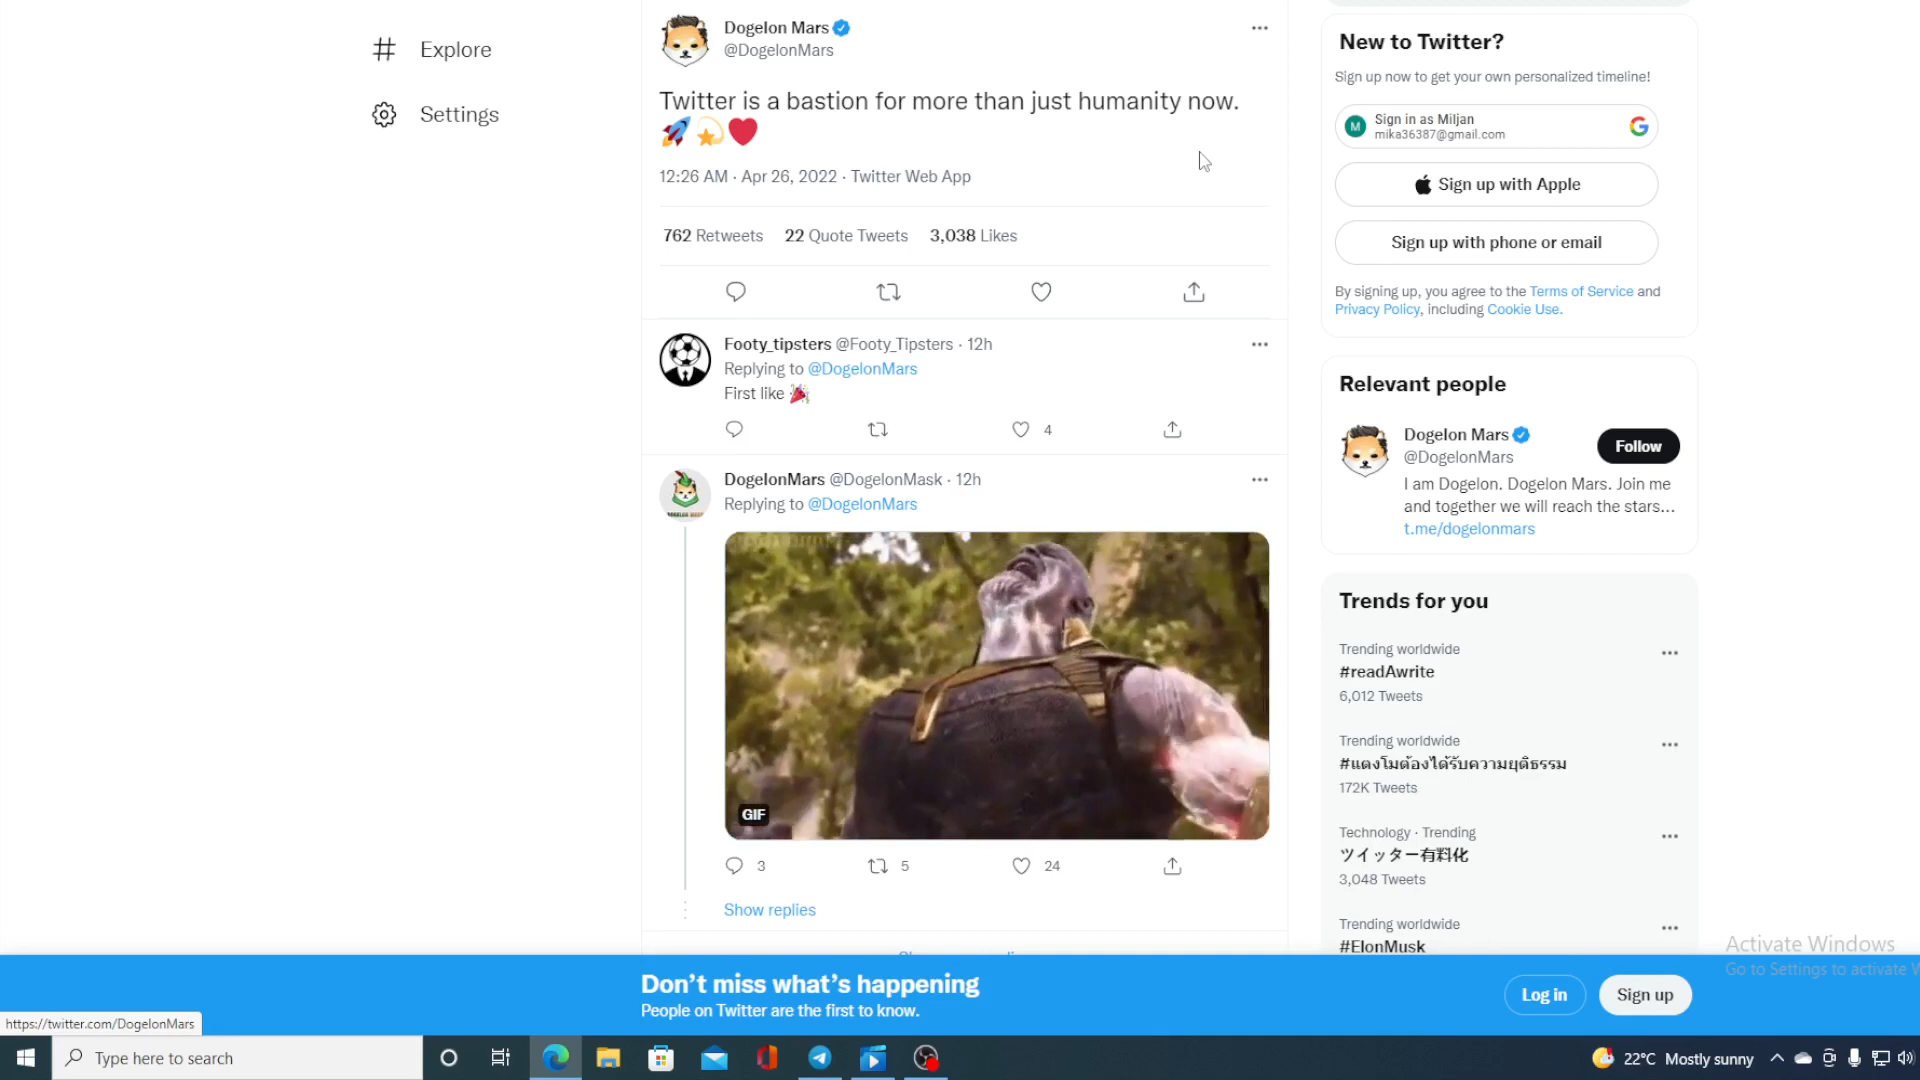 Explore
Settings
Dogelon Mars
@DogelonMars
Twitter is a bastion for more than just humanity now.
🚀💫❤️
12:26 AM · Apr 26, 2022 · Twitter Web App
762 Retweets 22 Quote Tweets 3,038 Likes
Footy_tipsters @Footy_Tipsters · 12h
Replying to @DogelonMars
First like 🎉
4
DogelonMars @DogelonMask · 12h
Replying to @DogelonMars
GIF
3 5 24
Show replies
New to Twitter?
Sign up now to get your own personalized timeline!
M
Sign in as Miljan
mika36387@gmail.com
Sign up with Apple
Sign up with phone or email
By signing up, you agree to the Terms of Service and
Privacy Policy, including Cookie Use.
Relevant people
Dogelon Mars
@DogelonMars
Follow
I am Dogelon. Dogelon Mars. Join me
and together we will reach the stars...
t.me/dogelonmars
Trends for you
Trending worldwide
#readAwrite
6,012 Tweets
Trending worldwide
#แตงโมต้องได้รับความยุติธรรม
172K Tweets
Technology · Trending
ツイッター有料化
3,048 Tweets
Trending worldwide
#ElonMusk
Activate Windows
Go to Settings to activate W
Don't miss what's happening
People on Twitter are the first to know.
Log in
Sign up
https://twitter.com/DogelonMars
Type here to search
22°C Mostly sunny